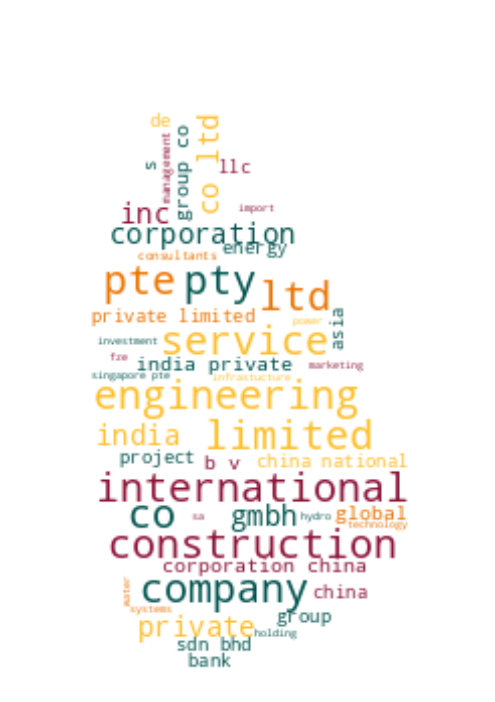 de
s
management
group co
co ltd
llc
inc
import
corporation
energy
consultants
pte pty ltd
private limited
power
asia
investment
service
fze
india private
marketing
singapore pte
infrastucture
engineering
india limited
project
b v
china national
international
co
sa
gmbh
hydro
global
technology
construction
corporation china
water
company
china
systems
private
group
holding
sdn bhd
bank